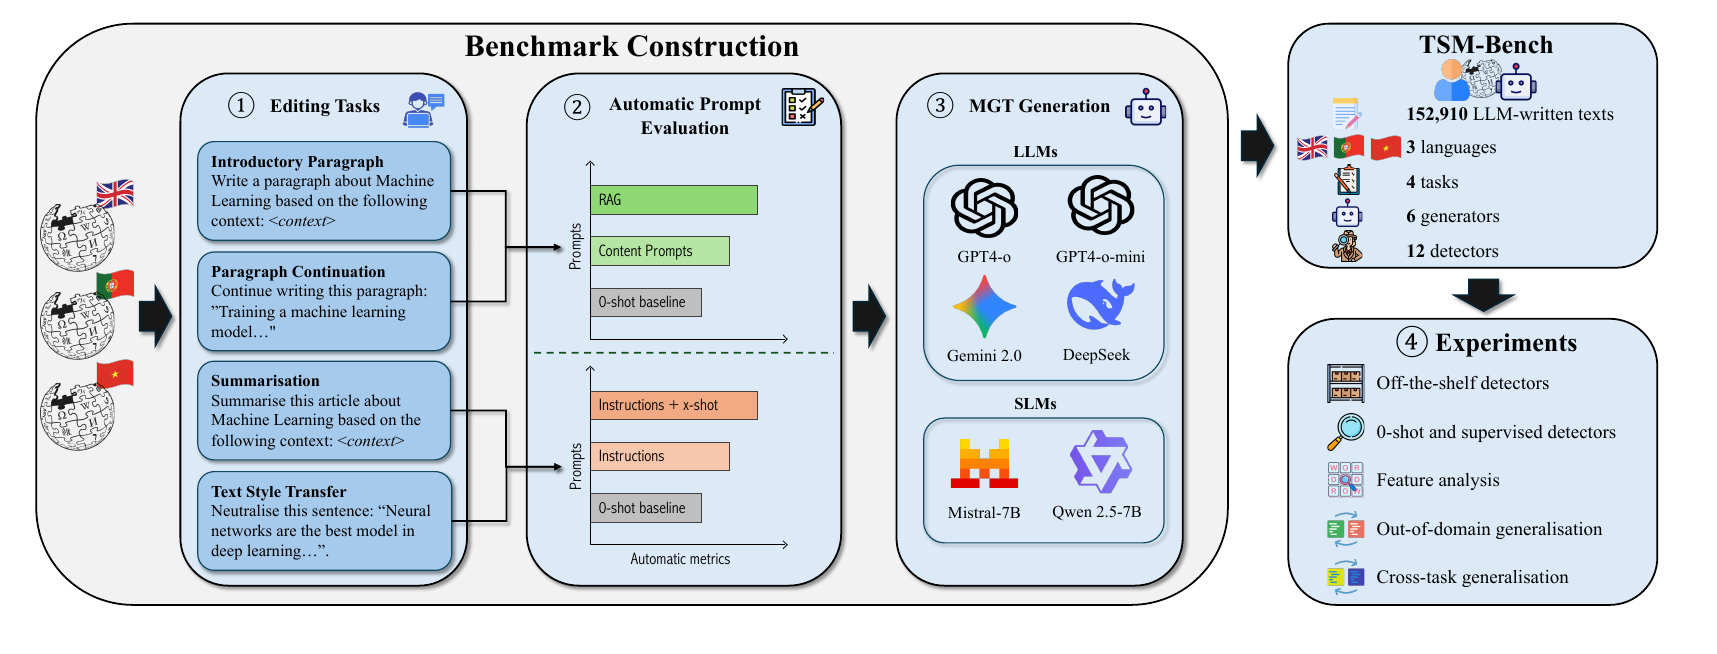 Benchmark Construction
① Editing Tasks
Introductory Paragraph
Write a paragraph about Machine
Learning based on the following
context: <context>
Paragraph Continuation
Continue writing this paragraph:
”Training a machine learning
model…"
Summarisation
Summarise this article about
Machine Learning based on the
following context: <context>
Text Style Transfer
Neutralise this sentence: “Neural
networks are the best model in
deep learning…”.
② Automatic Prompt
Evaluation
Prompts
RAG
Content Prompts
0-shot baseline
Prompts
Instructions + x-shot
Instructions
0-shot baseline
Automatic metrics
③ MGT Generation
LLMs
GPT4-o
GPT4-o-mini
Gemini 2.0
DeepSeek
SLMs
Mistral-7B
Qwen 2.5-7B
TSM-Bench
152,910 LLM-written texts
3 languages
4 tasks
6 generators
12 detectors
④ Experiments
Off-the-shelf detectors
0-shot and supervised detectors
Feature analysis
Out-of-domain generalisation
Cross-task generalisation